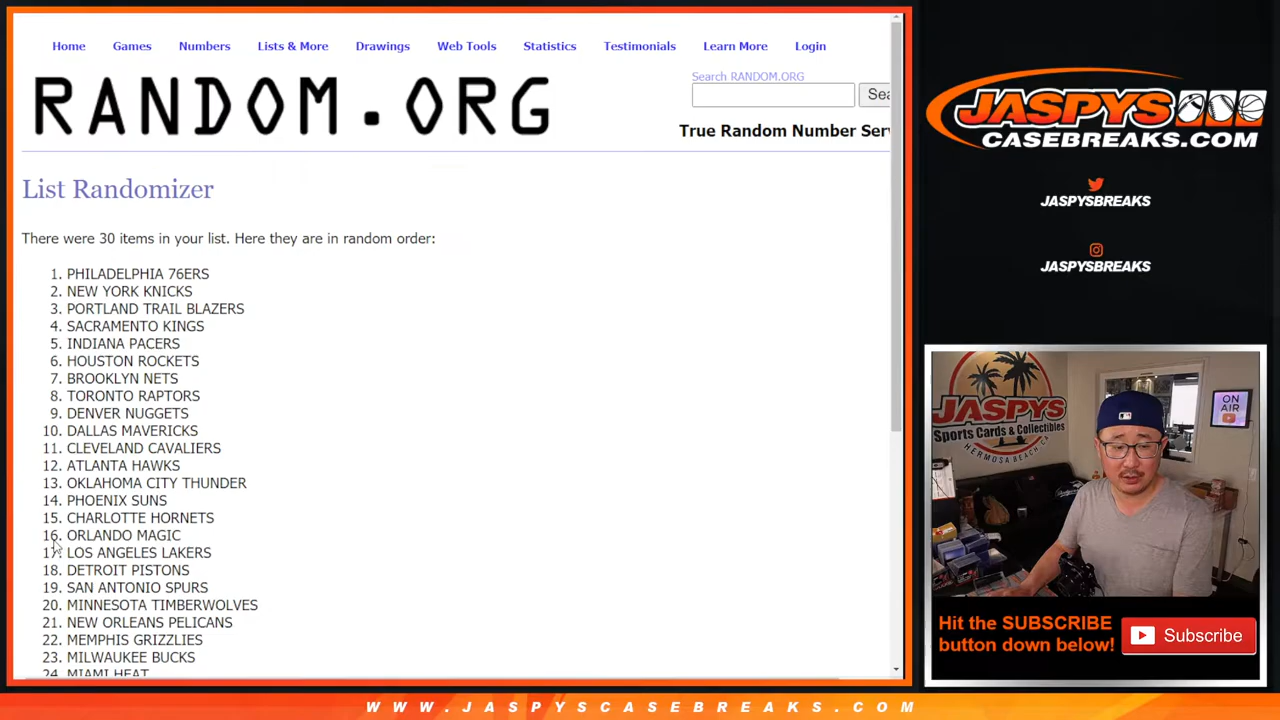 Home Games Numbers Lists & More Drawings Web Tools Statistics Testimonials Learn More Login
RANDOM.ORG
Search RANDOM.ORG
Sea
True Random Number Serv
List Randomizer
There were 30 items in your list. Here they are in random order:
1. PHILADELPHIA 76ERS
2. NEW YORK KNICKS
3. PORTLAND TRAIL BLAZERS
4. SACRAMENTO KINGS
5. INDIANA PACERS
6. HOUSTON ROCKETS
7. BROOKLYN NETS
8. TORONTO RAPTORS
9. DENVER NUGGETS
10. DALLAS MAVERICKS
11. CLEVELAND CAVALIERS
12. ATLANTA HAWKS
13. OKLAHOMA CITY THUNDER
14. PHOENIX SUNS
15. CHARLOTTE HORNETS
16. ORLANDO MAGIC
17. LOS ANGELES LAKERS
18. DETROIT PISTONS
19. SAN ANTONIO SPURS
20. MINNESOTA TIMBERWOLVES
21. NEW ORLEANS PELICANS
22. MEMPHIS GRIZZLIES
23. MILWAUKEE BUCKS
24. MIAMI HEAT
JASPYS
CASEBREAKS.COM
JASPYSBREAKS
JASPYSBREAKS
JASPYS
Sports Cards & Collectibles
HERMOSA BEACH, CA
ON
AIR
Hit the SUBSCRIBE
button down below!
Subscribe
WWW.JASPYSCASEBREAKS.COM